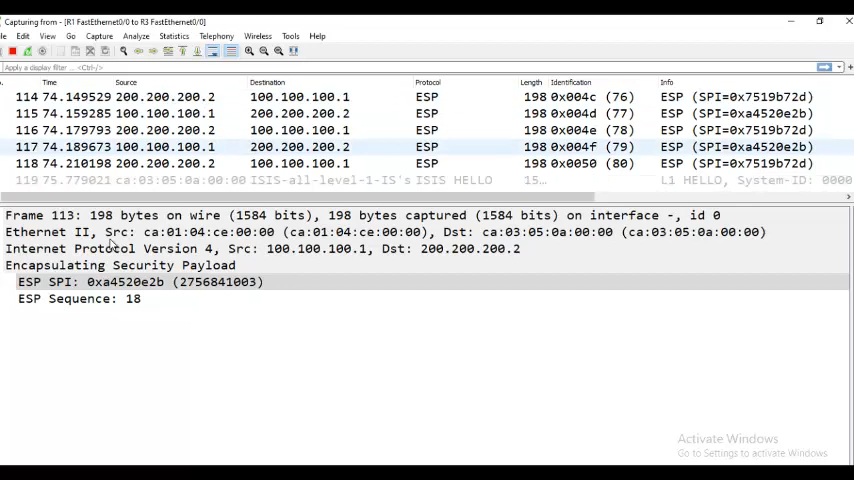 Capturing from - [R1 FastEthernet0/0 to R3 FastEthernet0/0]
le Edit View Go Capture Analyze Statistics Telephony Wireless Tools Help
Apply a display filter ... <Ctrl-/>
. Time Source Destination Protocol Length Identification Info
114 74.149529 200.200.200.2 100.100.100.1 ESP 198 0x004c (76) ESP (SPI=0x7519b72d)
115 74.159285 100.100.100.1 200.200.200.2 ESP 198 0x004d (77) ESP (SPI=0xa4520e2b)
116 74.179793 200.200.200.2 100.100.100.1 ESP 198 0x004e (78) ESP (SPI=0x7519b72d)
117 74.189673 100.100.100.1 200.200.200.2 ESP 198 0x004f (79) ESP (SPI=0xa4520e2b)
118 74.210198 200.200.200.2 100.100.100.1 ESP 198 0x0050 (80) ESP (SPI=0x7519b72d)
119 75.779021 ca:03:05:0a:00:00 ISIS-all-level-1-IS's ISIS HELLO 15… L1 HELLO, System-ID: 0000
Frame 113: 198 bytes on wire (1584 bits), 198 bytes captured (1584 bits) on interface -, id 0
Ethernet II, Src: ca:01:04:ce:00:00 (ca:01:04:ce:00:00), Dst: ca:03:05:0a:00:00 (ca:03:05:0a:00:00)
Internet Protocol Version 4, Src: 100.100.100.1, Dst: 200.200.200.2
Encapsulating Security Payload
ESP SPI: 0xa4520e2b (2756841003)
ESP Sequence: 18
Activate Windows
Go to Settings to activate Windows.